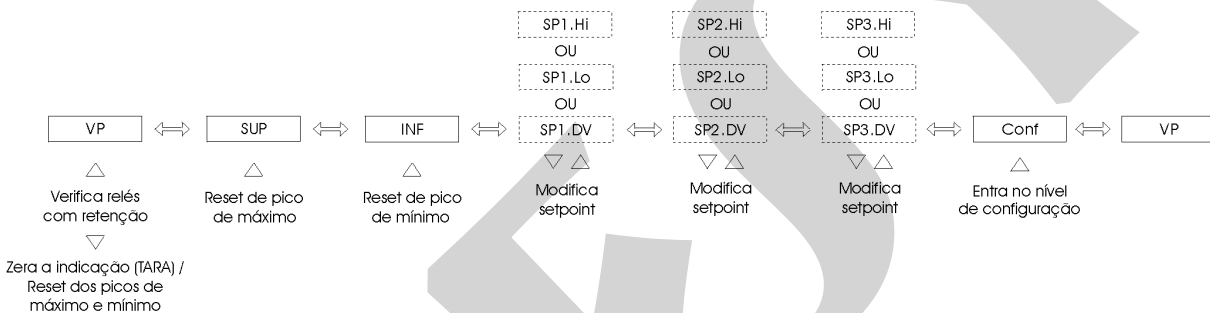 SP1.Hi
SP2.Hi
SP3.Hi
OU
OU
OU
SP1.Lo
SP2.Lo
SP3.Lo
OU
OU
OU
VP
SUP
INF
SP1.DV
SP2.DV
SP3.DV
Conf
VP
Verifica relés
com retenção
Reset de pico
de máximo
Reset de pico
de mínimo
Modifica
setpoint
Modifica
setpoint
Modifica
setpoint
Entra no nível
de configuração
Zera a indicação (TARA) /
Reset dos picos de
máximo e mínimo